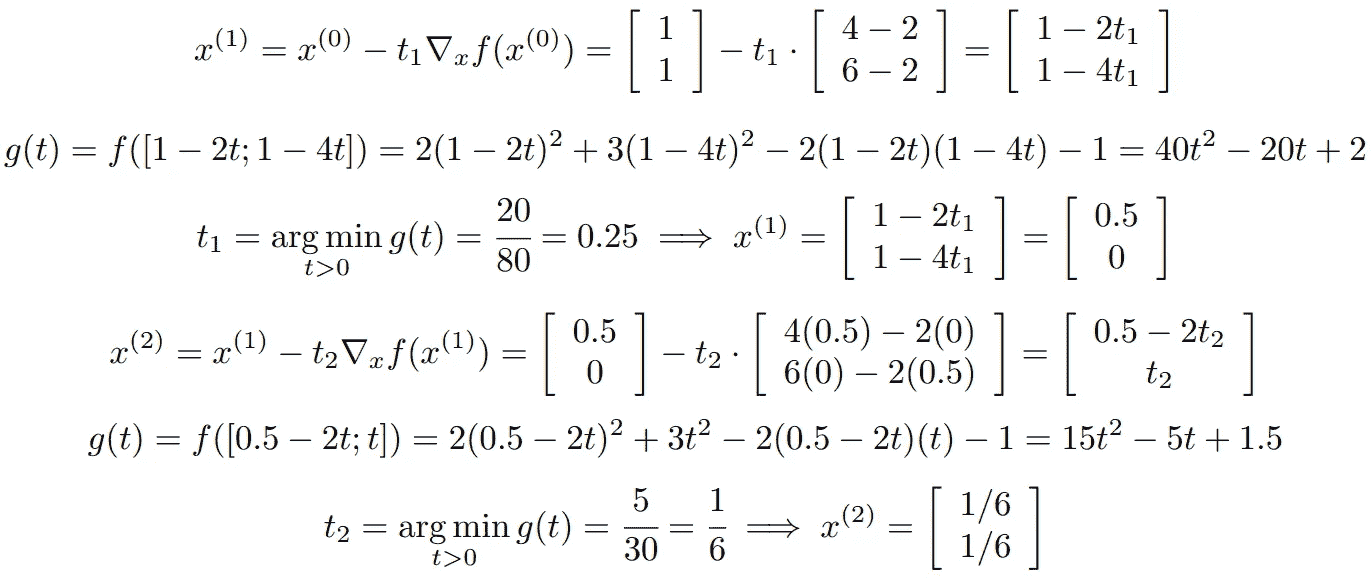 x^{(1)} = x^{(0)} − t_1∇_x f(x^{(0)}) = [1; 1] − t_1 · [4 − 2; 6 − 2] = [1 − 2t_1; 1 − 4t_1]
g(t) = f([1 − 2t; 1 − 4t]) = 2(1 − 2t)^2 + 3(1 − 4t)^2 − 2(1 − 2t)(1 − 4t) − 1 = 40t^2 − 20t + 2
t_1 = arg min_{t>0} g(t) = 20/80 = 0.25 ⟹ x^{(1)} = [1 − 2t_1; 1 − 4t_1] = [0.5; 0]
x^{(2)} = x^{(1)} − t_2∇_x f(x^{(1)}) = [0.5; 0] − t_2 · [4(0.5) − 2(0); 6(0) − 2(0.5)] = [0.5 − 2t_2; t_2]
g(t) = f([0.5 − 2t; t]) = 2(0.5 − 2t)^2 + 3t^2 − 2(0.5 − 2t)(t) − 1 = 15t^2 − 5t + 1.5
t_2 = arg min_{t>0} g(t) = 5/30 = 1/6 ⟹ x^{(2)} = [1/6; 1/6]